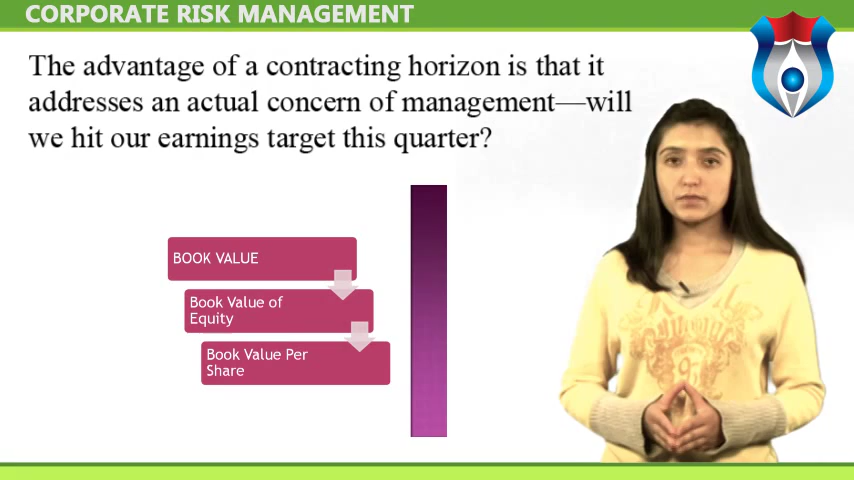 CORPORATE RISK MANAGEMENT
The advantage of a contracting horizon is that it
addresses an actual concern of management—will
we hit our earnings target this quarter?
BOOK VALUE
Book Value of
Equity
Book Value Per
Share